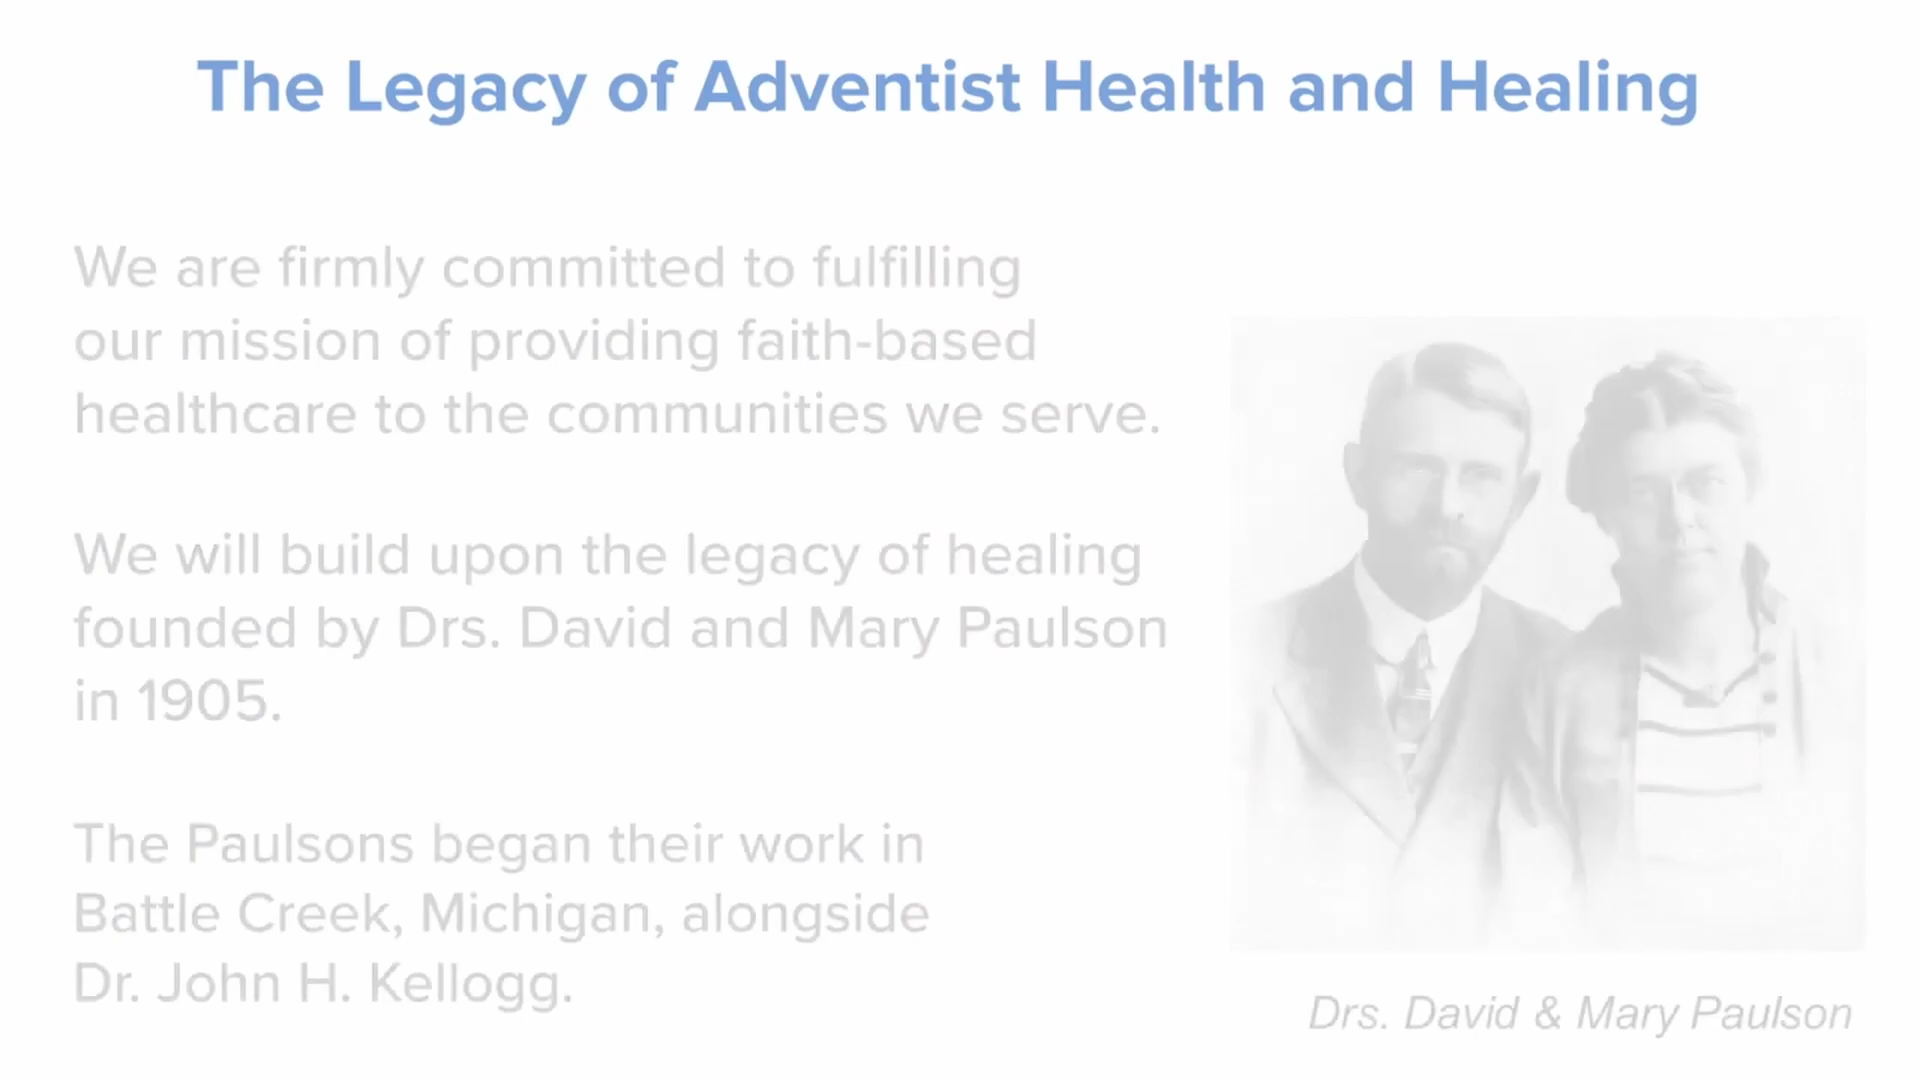 The Legacy of Adventist Health and Healing
We are firmly committed to fulfilling
our mission of providing faith-based
healthcare to the communities we serve.
We will build upon the legacy of healing
founded by Drs. David and Mary Paulson
in 1905.
The Paulsons began their work in
Battle Creek, Michigan, alongside
Dr. John H. Kellogg.
Drs. David & Mary Paulson